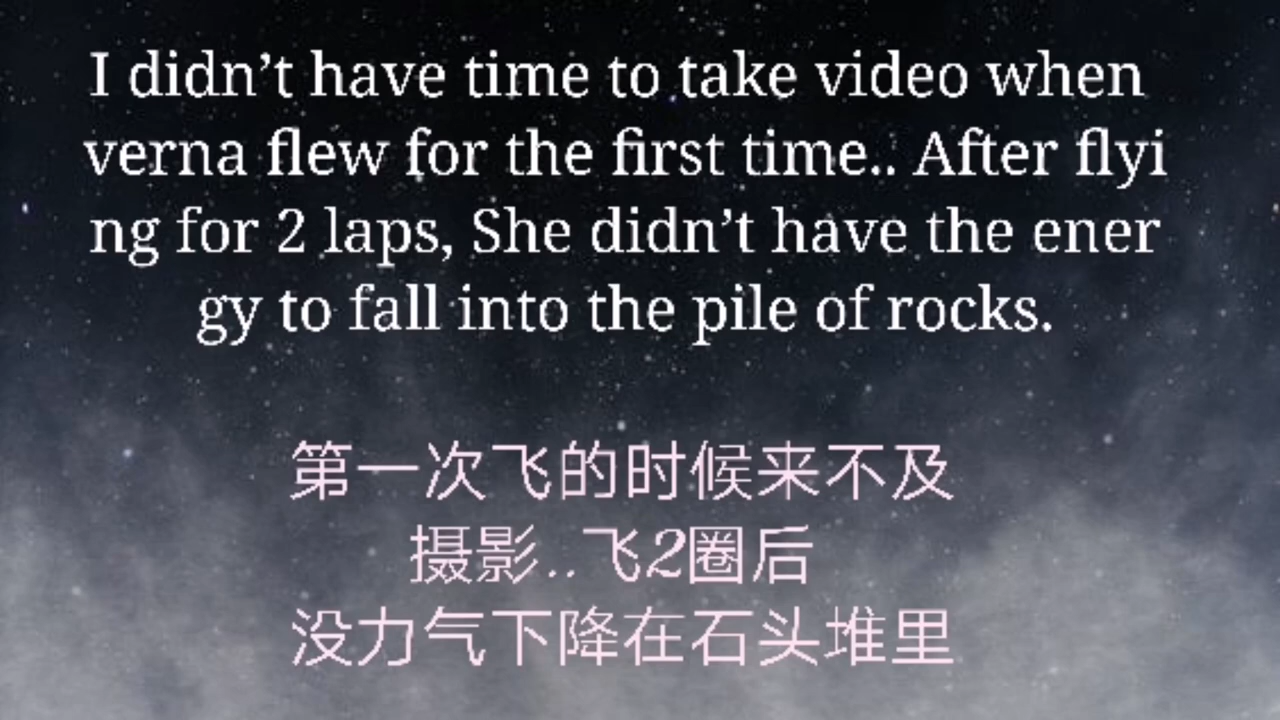 I didn’t have time to take video when
verna flew for the first time.. After flyi
ng for 2 laps, She didn’t have the ener
gy to fall into the pile of rocks.
第一次飞的时候来不及
摄影..飞2圈后
没力气下降在石头堆里